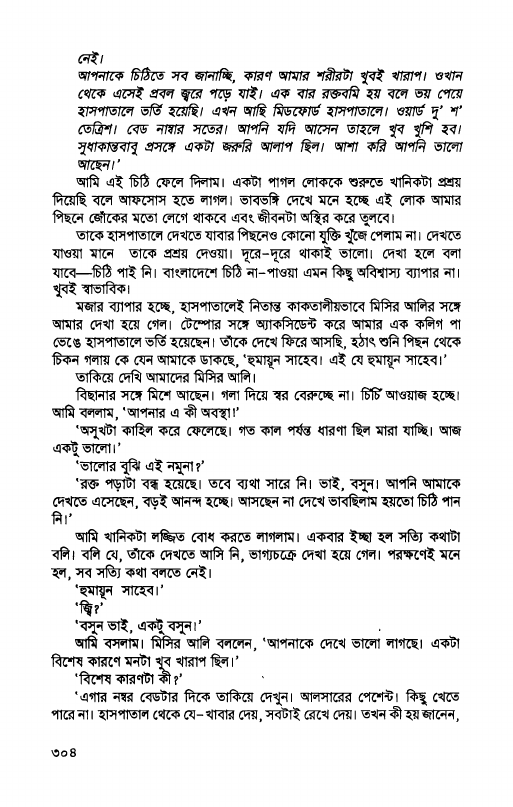 নেই।
আপনাকে চিঠিতে সব জানাচ্ছি, কারণ আমার শরীরটা খুবই খারাপ। ওখান
থেকে এসেই প্রবল জ্বরে পড়ে যাই। এক বার রক্তবমি হয় বলে ভয় পেয়ে
হাসপাতালে ভর্তি হয়েছি। এখন আছি মিডফোর্ড হাসপাতালে। ওয়ার্ড দু’ শ’
তেত্রিশ। বেড নাম্বার সতের। আপনি যদি আসেন তাহলে খুব খুশি হব।
সুধাকান্তবাবু প্রসঙ্গে একটা জরুরি আলাপ ছিল। আশা করি আপনি ভালো
আছেন।’
আমি এই চিঠি ফেলে দিলাম। একটা পাগল লোককে শুরুতে খানিকটা প্রশ্রয়
দিয়েছি বলে আফসোস হতে লাগল। ভাবভঙ্গি দেখে মনে হচ্ছে এই লোক আমার
পিছনে জোঁকের মতো লেগে থাকবে এবং জীবনটা অস্থির করে তুলবে।
তাকে হাসপাতালে দেখতে যাবার পিছনেও কোনো যুক্তি খুঁজে পেলাম না। দেখতে
যাওয়া মানে তাকে প্রশ্রয় দেওয়া। দূরে-দূরে থাকাই ভালো। দেখা হলে বলা
যাবে—চিঠি পাই নি। বাংলাদেশে চিঠি না-পাওয়া এমন কিছু অবিশ্বাস্য ব্যাপার না।
খুবই স্বাভাবিক।
মজার ব্যাপার হচ্ছে, হাসপাতালেই নিতান্ত কাকতালীয়ভাবে মিসির আলির সঙ্গে
আমার দেখা হয়ে গেল। টেম্পোর সঙ্গে অ্যাকসিডেন্ট করে আমার এক কলিগ পা
ভেঙে হাসপাতালে ভর্তি হয়েছেন। তাঁকে দেখে ফিরে আসছি, হঠাৎ শুনি পিছন থেকে
চিকন গলায় কে যেন আমাকে ডাকছে, ‘হুমায়ূন সাহেব। এই যে হুমায়ূন সাহেব।’
তাকিয়ে দেখি আমাদের মিসির আলি।
বিছানার সঙ্গে মিশে আছেন। গলা দিয়ে স্বর বেরুচ্ছে না। চিঁচিঁ আওয়াজ হচ্ছে।
আমি বললাম, ‘আপনার এ কী অবস্থা!’
‘অসুখটা কাহিল করে ফেলেছে। গত কাল পর্যন্ত ধারণা ছিল মারা যাচ্ছি। আজ
একটু ভালো।’
‘ভালোর বুঝি এই নমুনা?’
‘রক্ত পড়াটা বন্ধ হয়েছে। তবে ব্যথা সারে নি। ভাই, বসুন। আপনি আমাকে
দেখতে এসেছেন, বড়ই আনন্দ হচ্ছে। আসছেন না দেখে ভাবছিলাম হয়তো চিঠি পান
নি।’
আমি খানিকটা লজ্জিত বোধ করতে লাগলাম। একবার ইচ্ছা হল সত্যি কথাটা
বলি। বলি যে, তাঁকে দেখতে আসি নি, ভাগ্যচক্রে দেখা হয়ে গেল। পরক্ষণেই মনে
হল, সব সত্যি কথা বলতে নেই।
‘হুমায়ূন সাহেব।’
‘জ্বি?’
‘বসুন ভাই, একটু বসুন।’
আমি বসলাম। মিসির আলি বললেন, ‘আপনাকে দেখে ভালো লাগছে। একটা
বিশেষ কারণে মনটা খুব খারাপ ছিল।’
‘বিশেষ কারণটা কী?’
‘এগার নম্বর বেডটার দিকে তাকিয়ে দেখুন। আলসারের পেশেন্ট। কিছু খেতে
পারে না। হাসপাতাল থেকে যে-খাবার দেয়, সবটাই রেখে দেয়। তখন কী হয় জানেন,
৩০৪